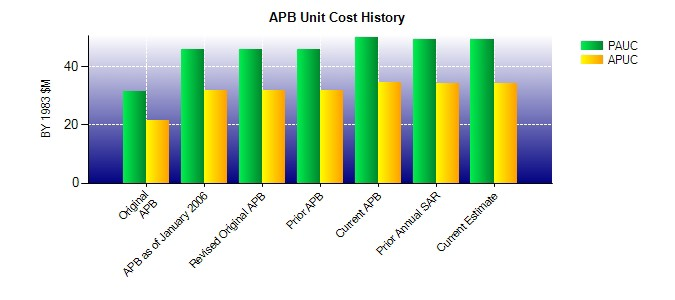 APB Unit Cost History
PAUC
APUC
BY 1983 $M
40
20
0
Original
APB
APB as of January 2006
Revised Original APB
Prior APB
Current APB
Prior Annual SAR
Current Estimate